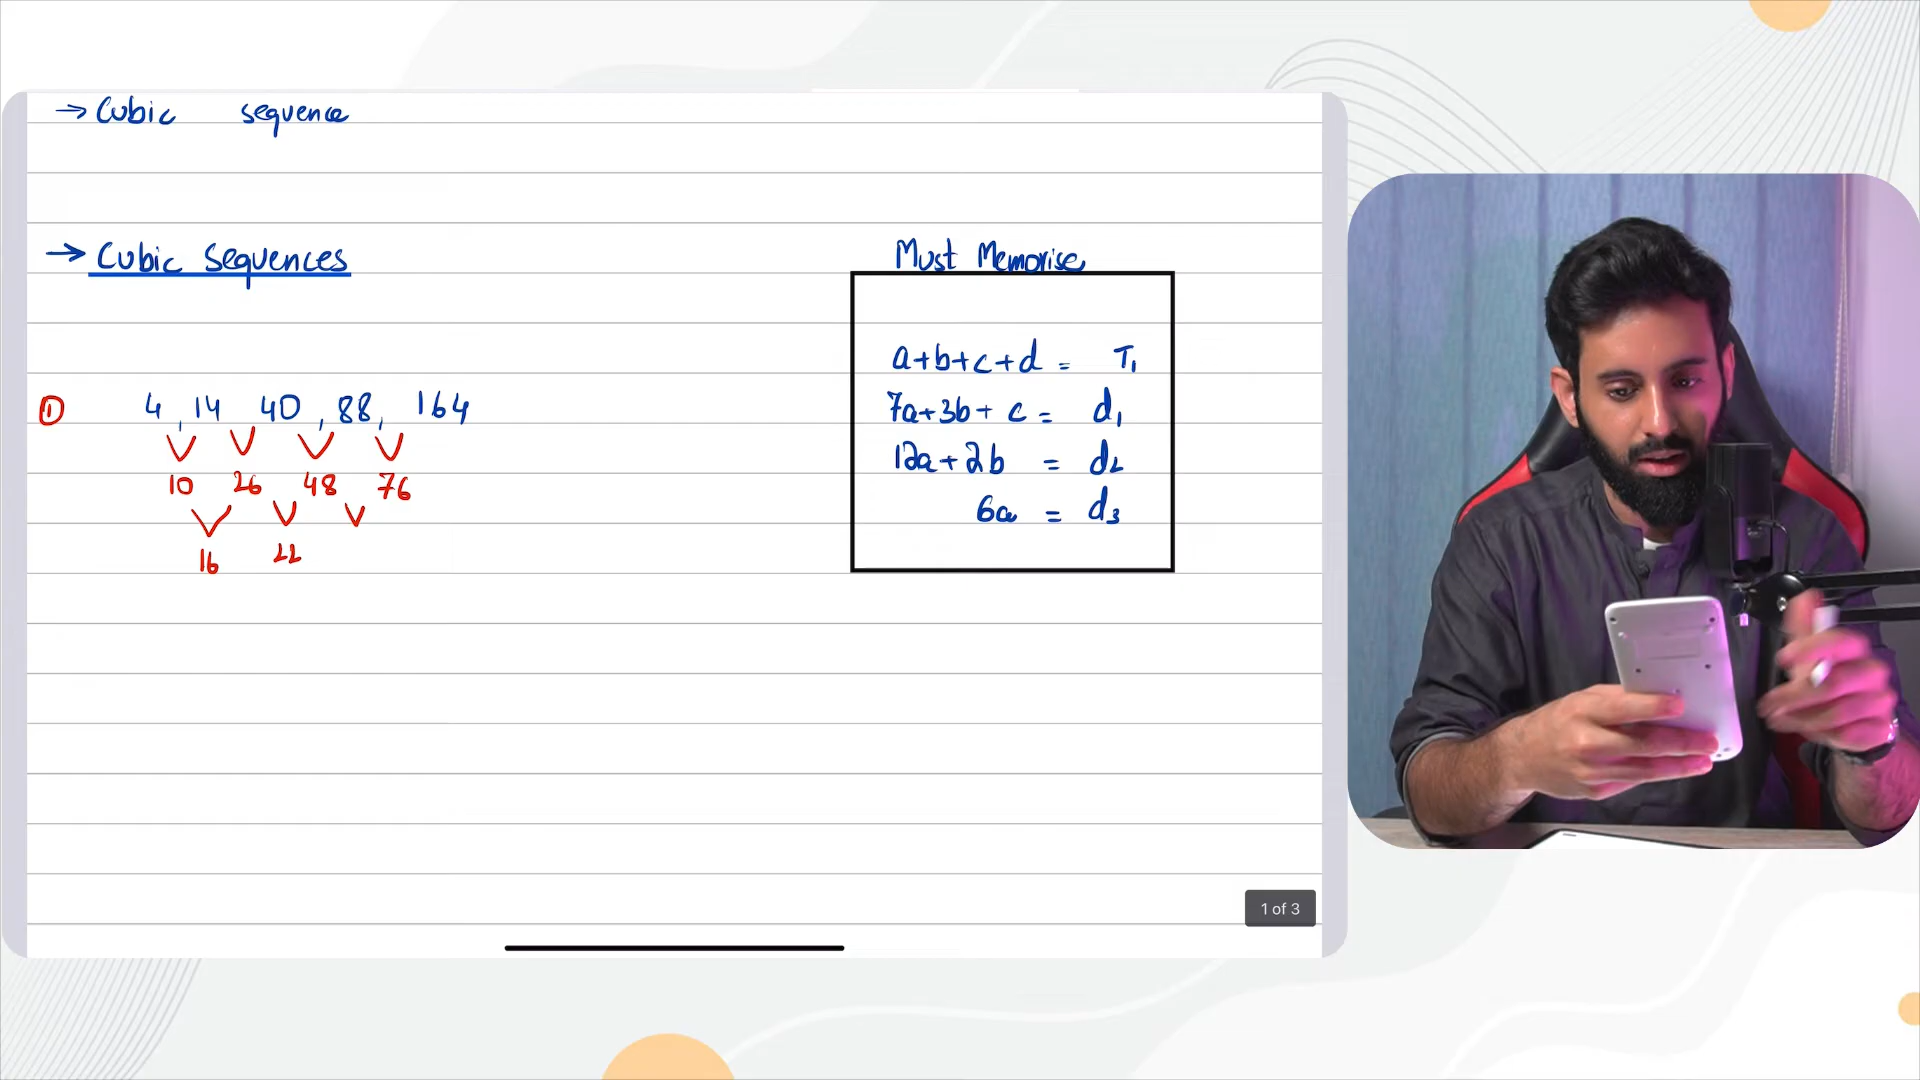 → Cubic sequence
→ Cubic Sequences
Must Memorise
a+b+c+d = T₁
7a+3b+c = d₁
12a+2b = d₂
6a = d₃
① 4, 14 40, 88, 164
10 26 48 76
16 22
1 of 3